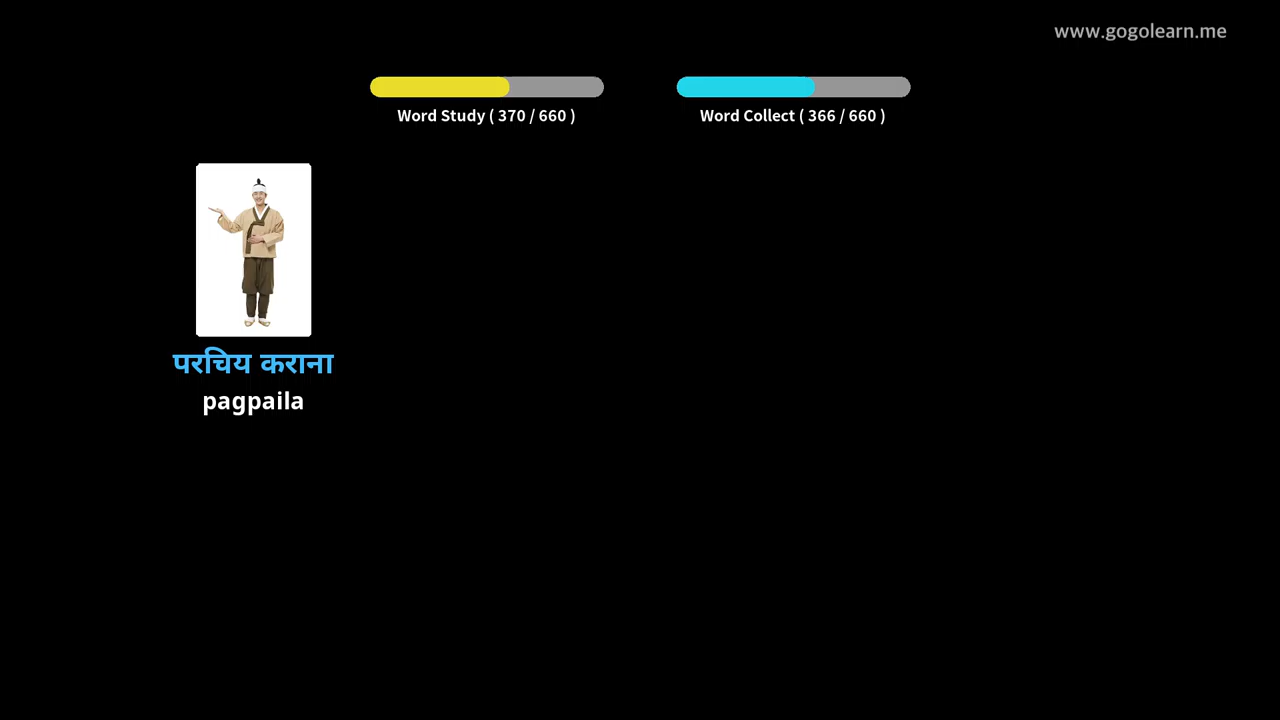 www.gogolearn.me
Word Study ( 370 / 660 )
Word Collect ( 366 / 660 )
परिचय कराना
pagpaila